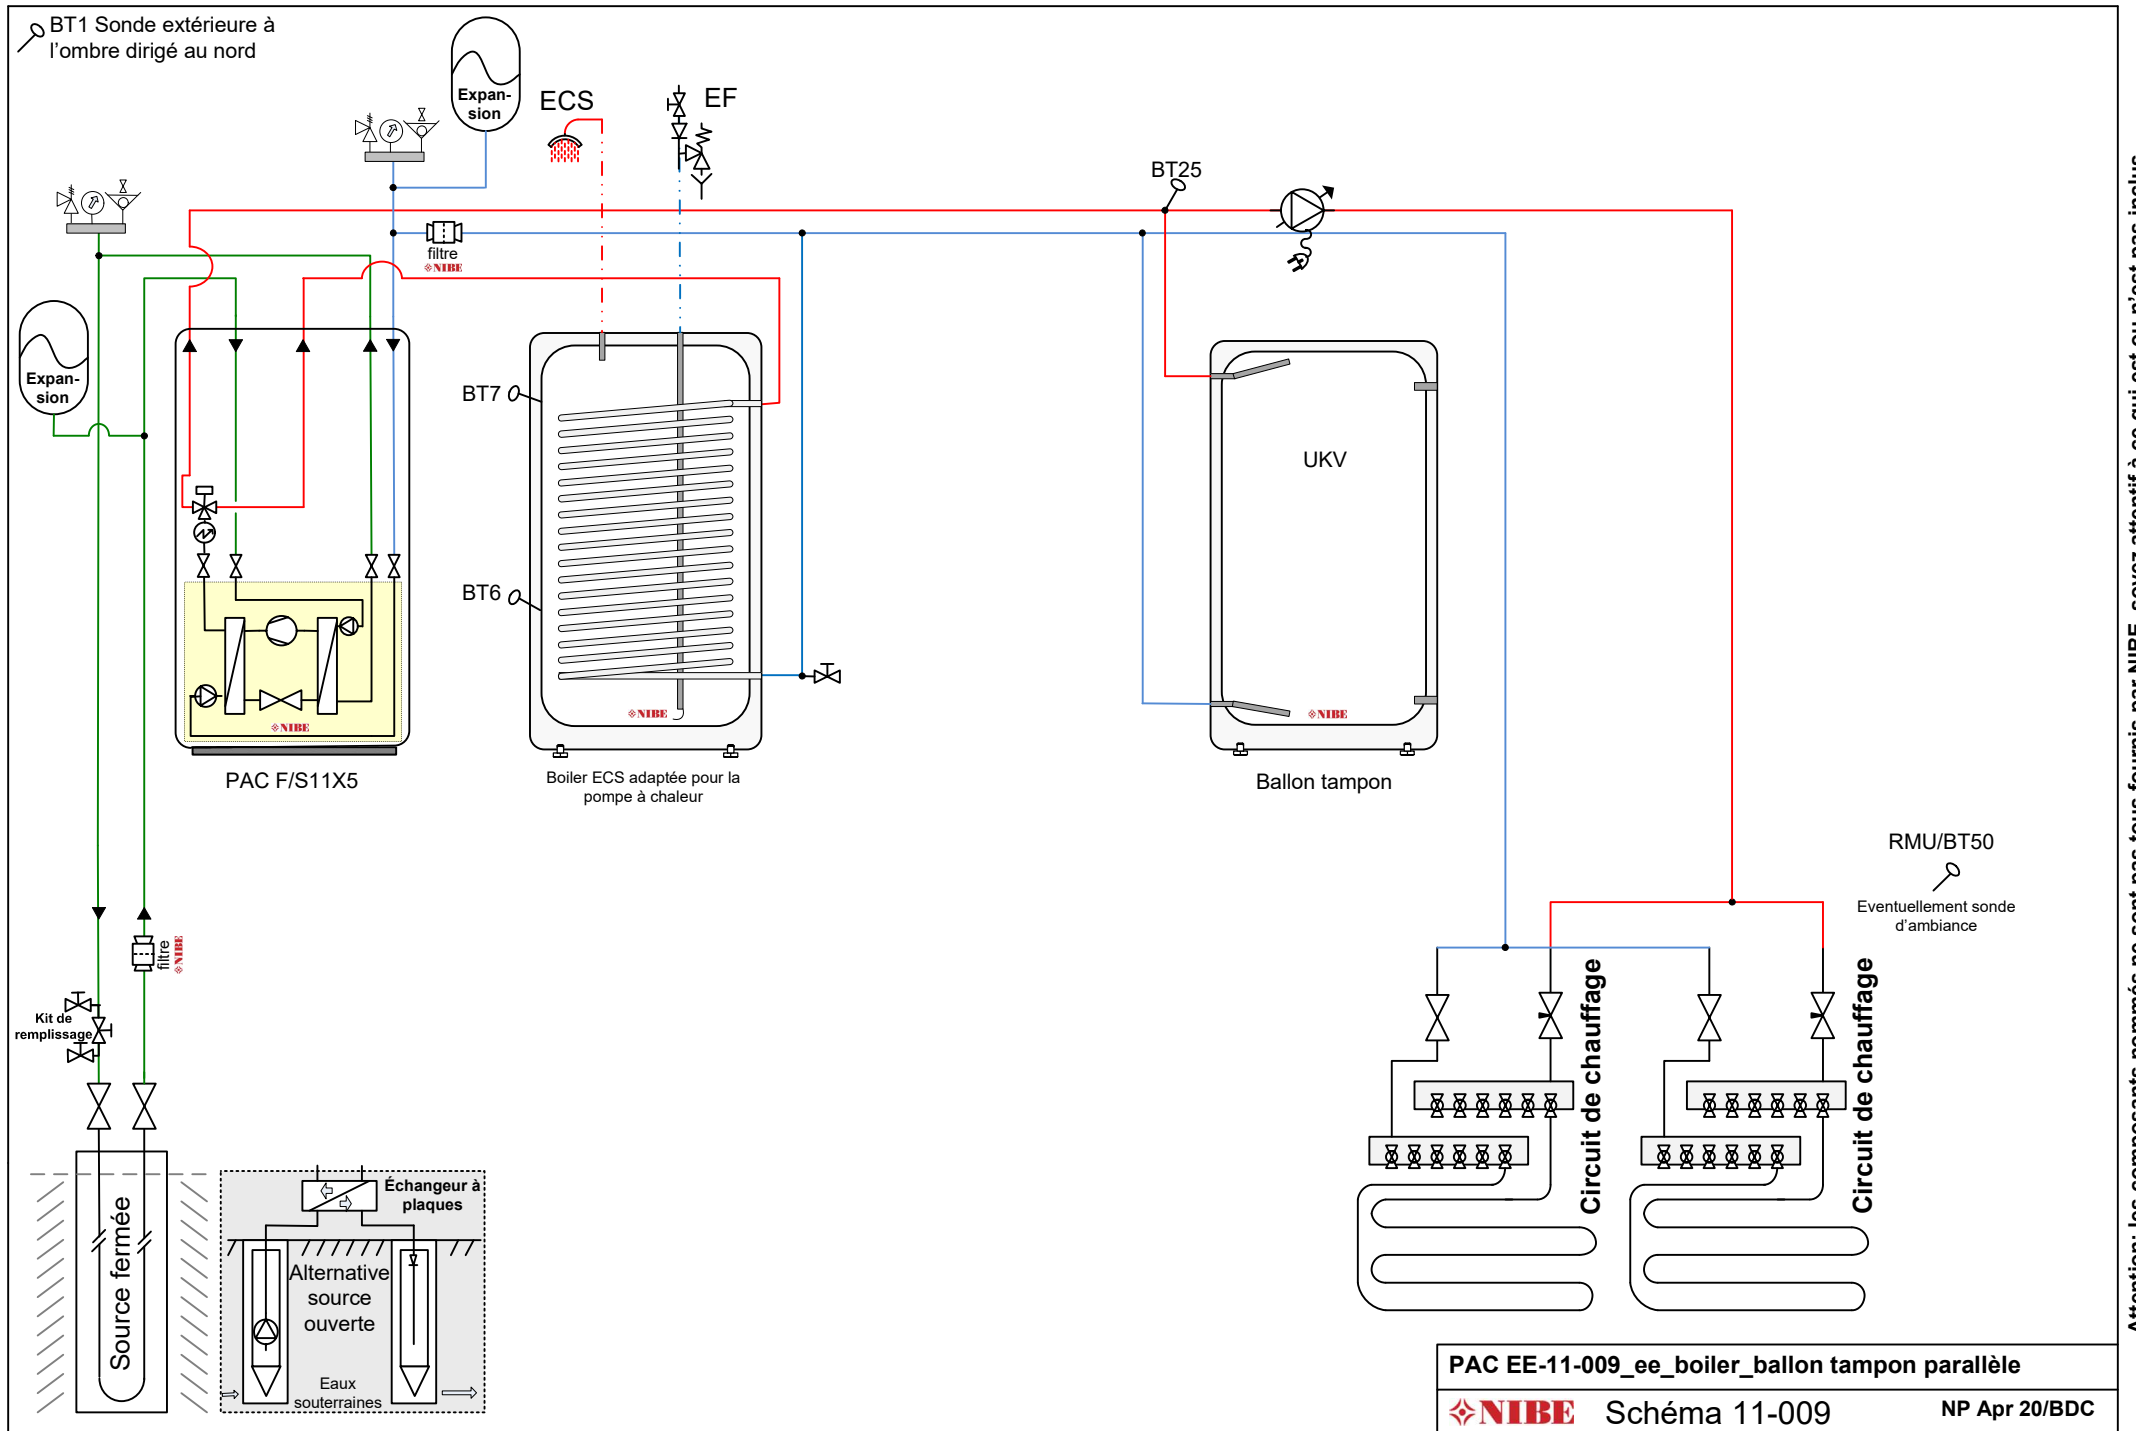 BT1 Sonde extérieure à
l'ombre dirigé au nord
Expan-
sion
ECS
EF
BT25
filtre
NIBE
Expan-
sion
BT7
BT6
UKV
NIBE
NIBE
NIBE
PAC F/S11X5
Boiler ECS adaptée pour la
pompe à chaleur
Ballon tampon
RMU/BT50
Eventuellement sonde
d'ambiance
filtre
NIBE
Kit de
remplissage
Circuit de chauffage
Circuit de chauffage
Source fermée
Échangeur à
plaques
Alternative
source
ouverte
Eaux
souterraines
PAC EE-11-009_ee_boiler_ballon tampon parallèle
NIBE Schéma 11-009 NP Apr 20/BDC